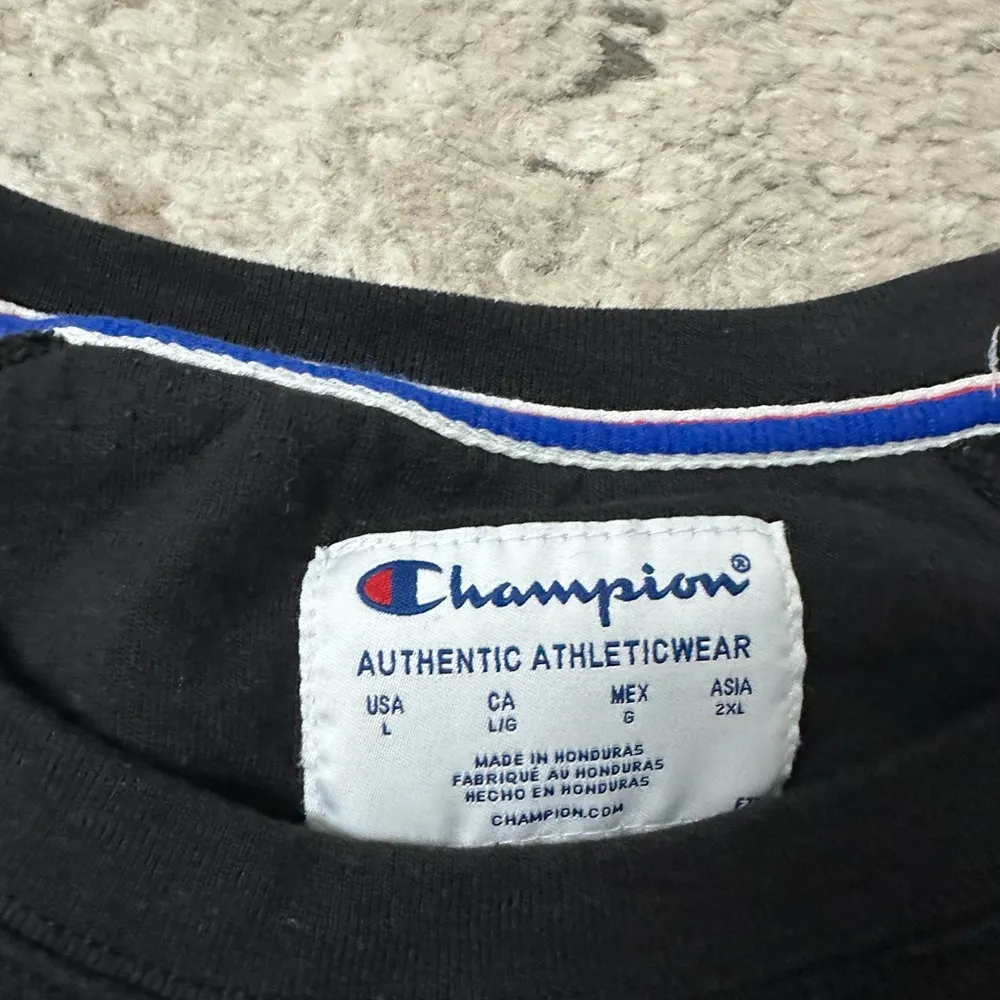 Champion®
AUTHENTIC ATHLETICWEAR
USA CA MEX ASIA
L L/G G 2XL
MADE IN HONDURAS
FABRIQUÉ AU HONDURAS
HECHO EN HONDURAS
CHAMPION.COM